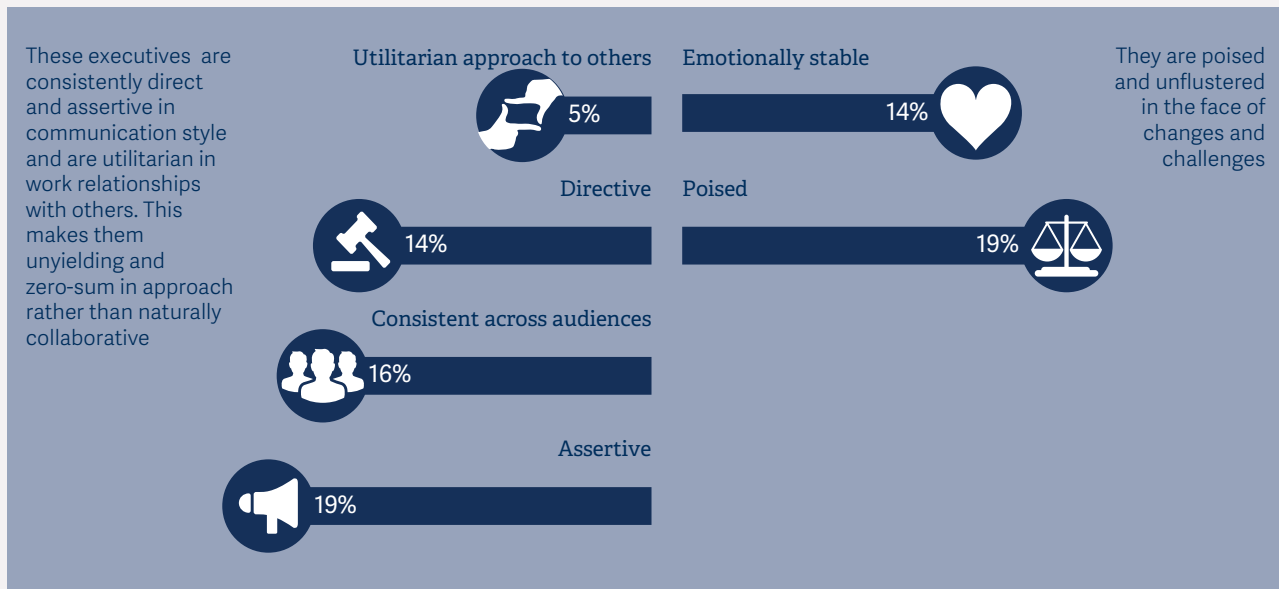 These executives are
consistently direct
and assertive in
communication style
and are utilitarian in
work relationships
with others. This
makes them
unyielding and
zero-sum in approach
rather than naturally
collaborative
Utilitarian approach to others
5%
Directive
14%
Consistent across audiences
16%
Assertive
19%
Emotionally stable
14%
Poised
19%
They are poised
and unflustered
in the face of
changes and
challenges